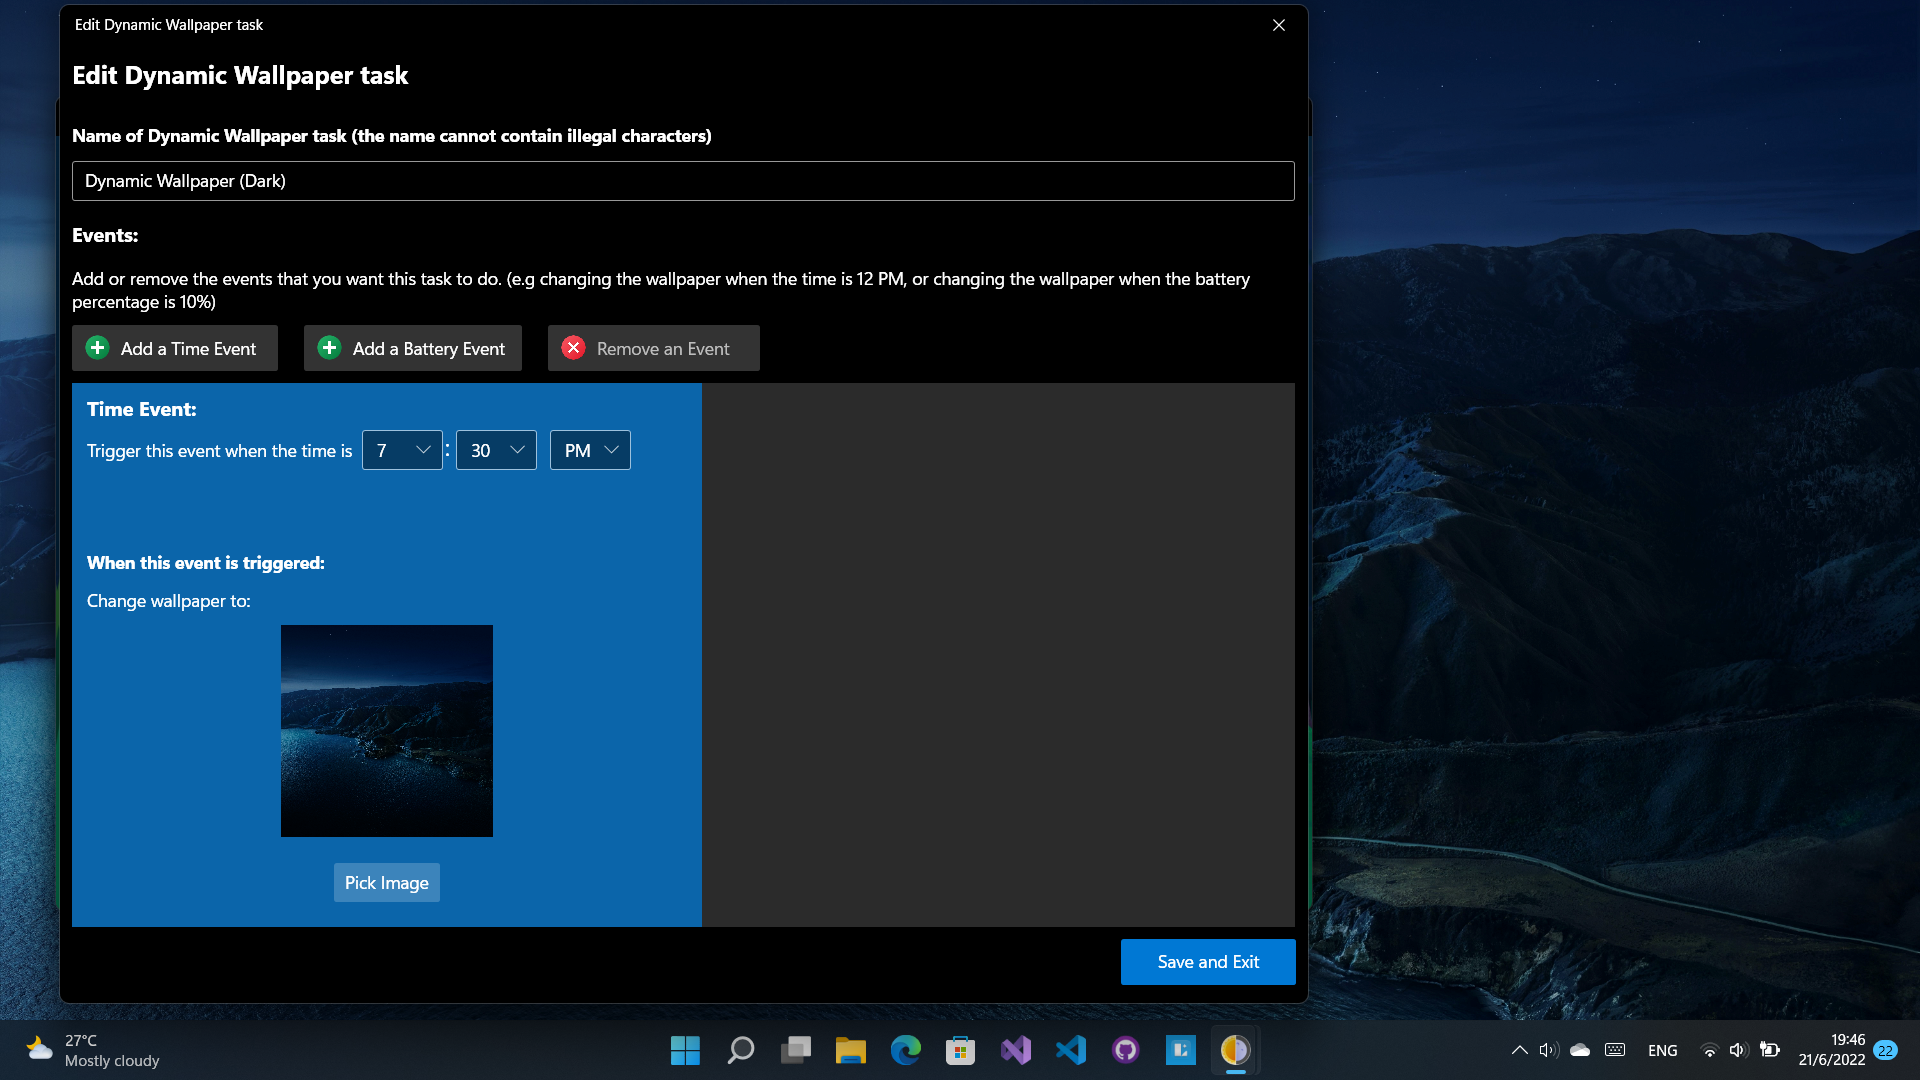 Edit Dynamic Wallpaper task
Edit Dynamic Wallpaper task
Name of Dynamic Wallpaper task (the name cannot contain illegal characters)
Dynamic Wallpaper (Dark)
Events:
Add or remove the events that you want this task to do. (e.g changing the wallpaper when the time is 12 PM, or changing the wallpaper when the battery
percentage is 10%)
Add a Time Event Add a Battery Event Remove an Event
Time Event:
Trigger this event when the time is 7 : 30 PM
When this event is triggered:
Change wallpaper to:
Pick Image
Save and Exit
27°C
Mostly cloudy
ENG
19:46
21/6/2022
22